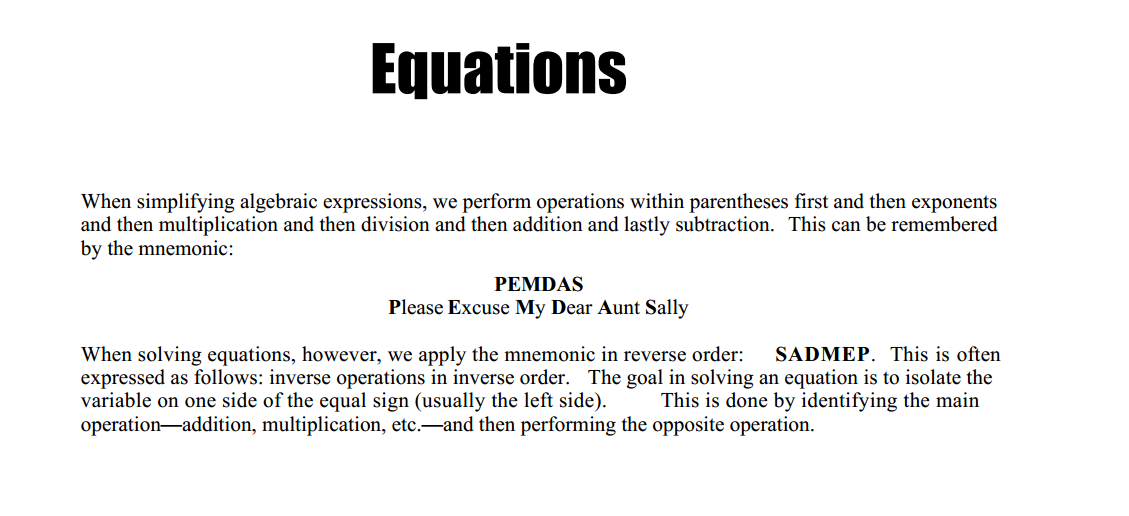 Equations
When simplifying algebraic expressions, we perform operations within parentheses first and then exponents
and then multiplication and then division and then addition and lastly subtraction. This can be remembered
by the mnemonic:
PEMDAS
Please Excuse My Dear Aunt Sally
When solving equations, however, we apply the mnemonic in reverse order: SADMEP. This is often
expressed as follows: inverse operations in inverse order. The goal in solving an equation is to isolate the
variable on one side of the equal sign (usually the left side). This is done by identifying the main
operation—addition, multiplication, etc.—and then performing the opposite operation.